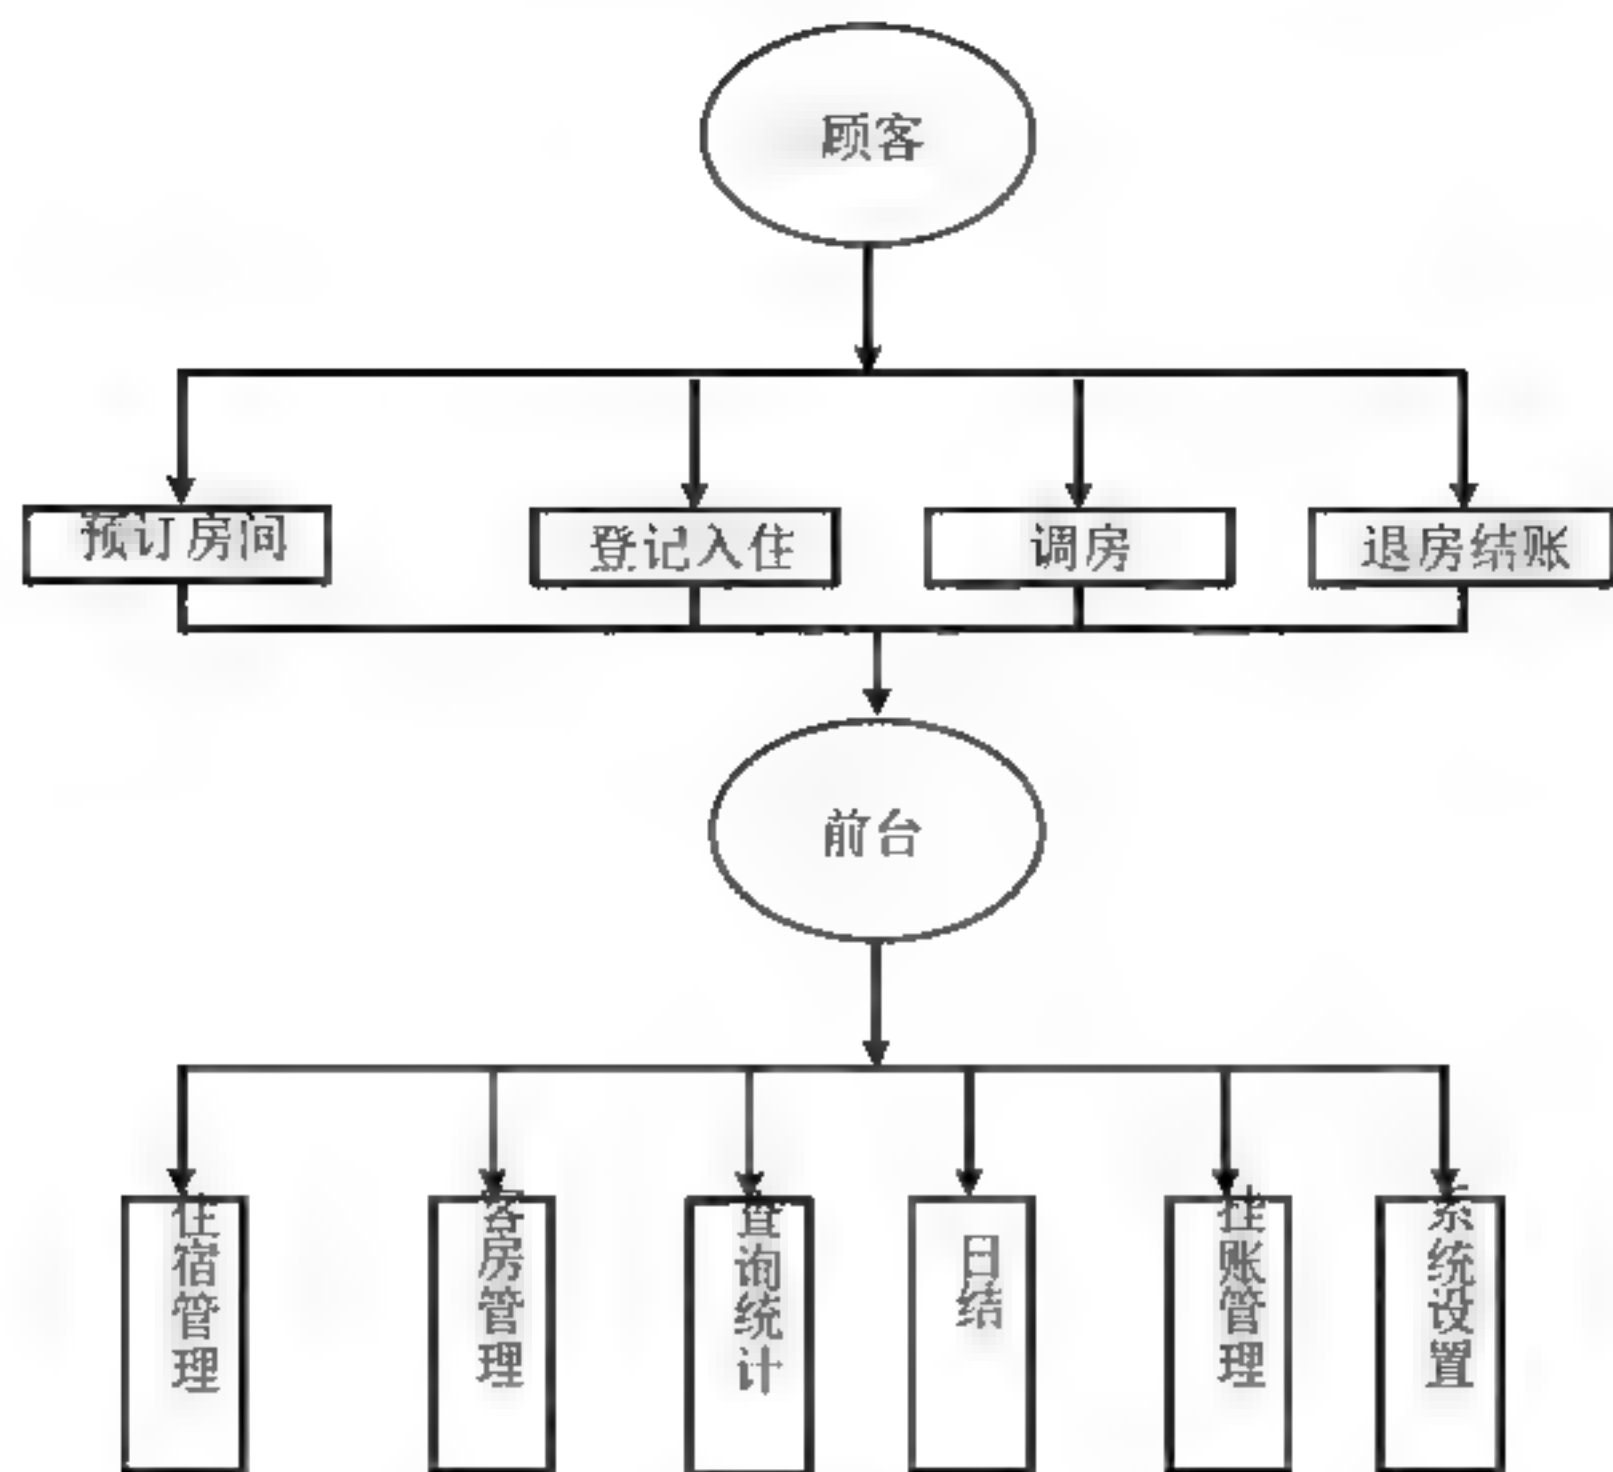 顾客
预订房间
登记入住
调房
退房结账
前台
住宿管理
客房管理
查询统计
日结
挂账管理
系统设置